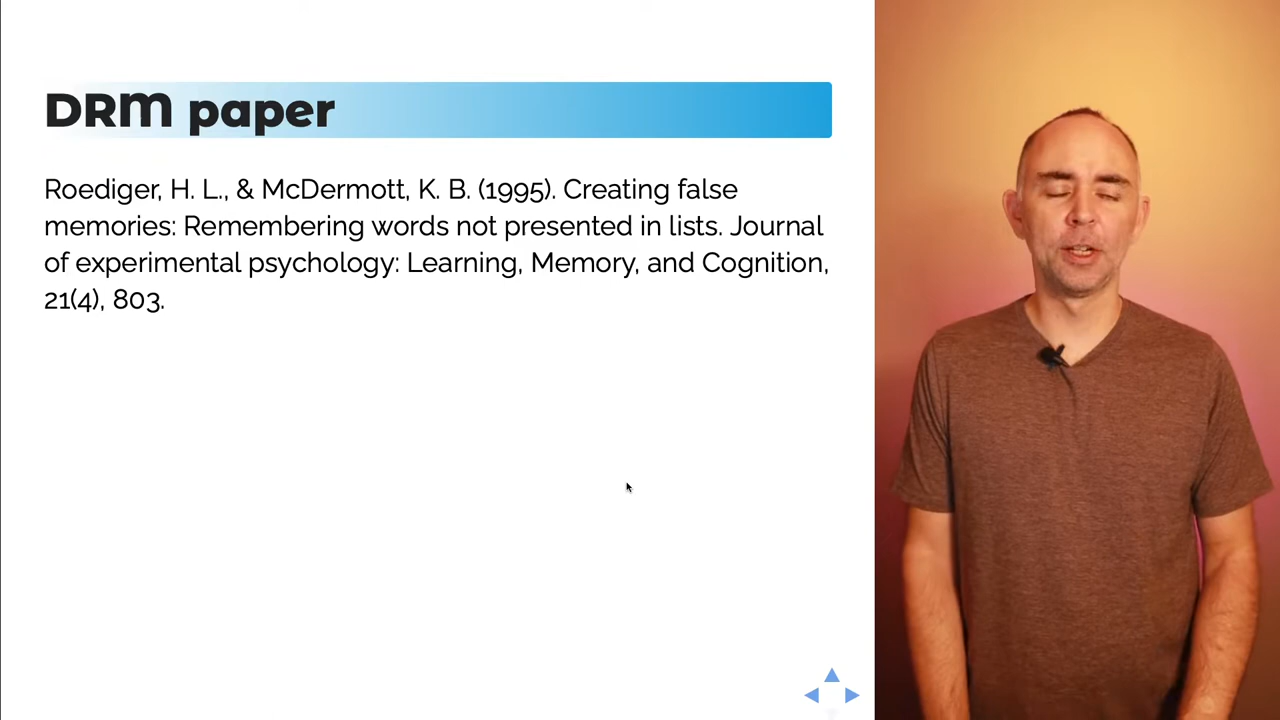 DRM paper
Roediger, H. L., & McDermott, K. B. (1995). Creating false
memories: Remembering words not presented in lists. Journal
of experimental psychology: Learning, Memory, and Cognition,
21(4), 803.